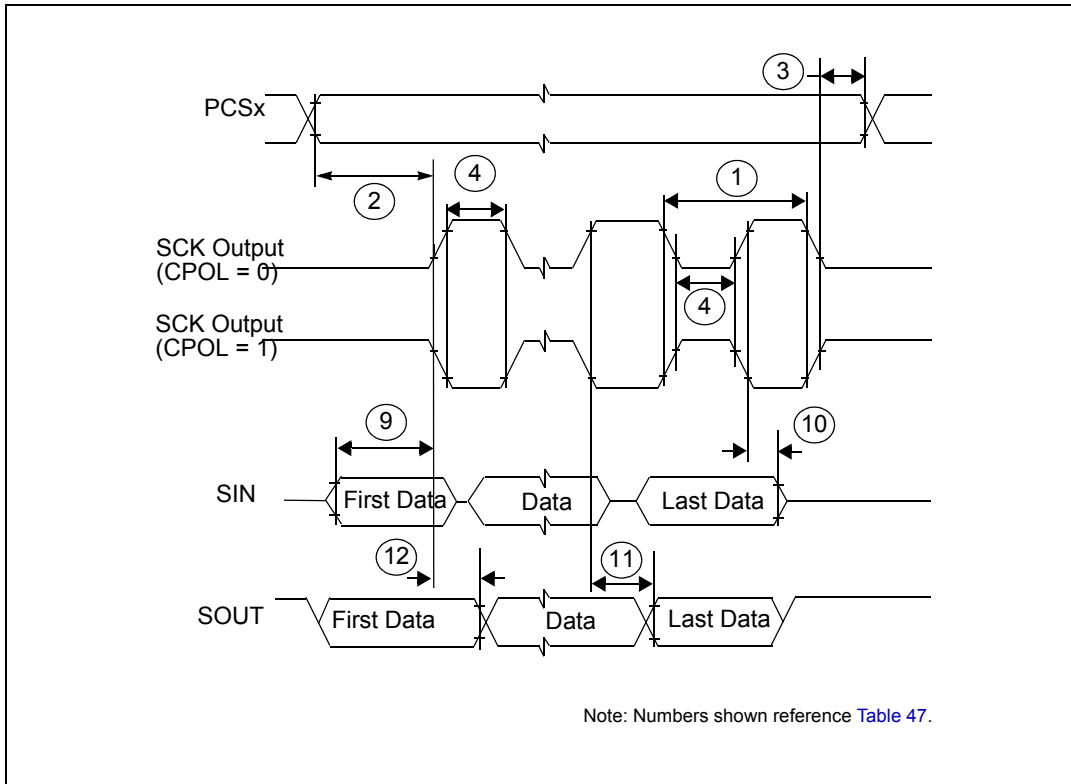 3
PCSx
2
4
1
SCK Output
(CPOL = 0)
4
SCK Output
(CPOL = 1)
9
10
SIN
First Data
Data
Last Data
12
11
SOUT
First Data
Data
Last Data
Note: Numbers shown reference Table 47.